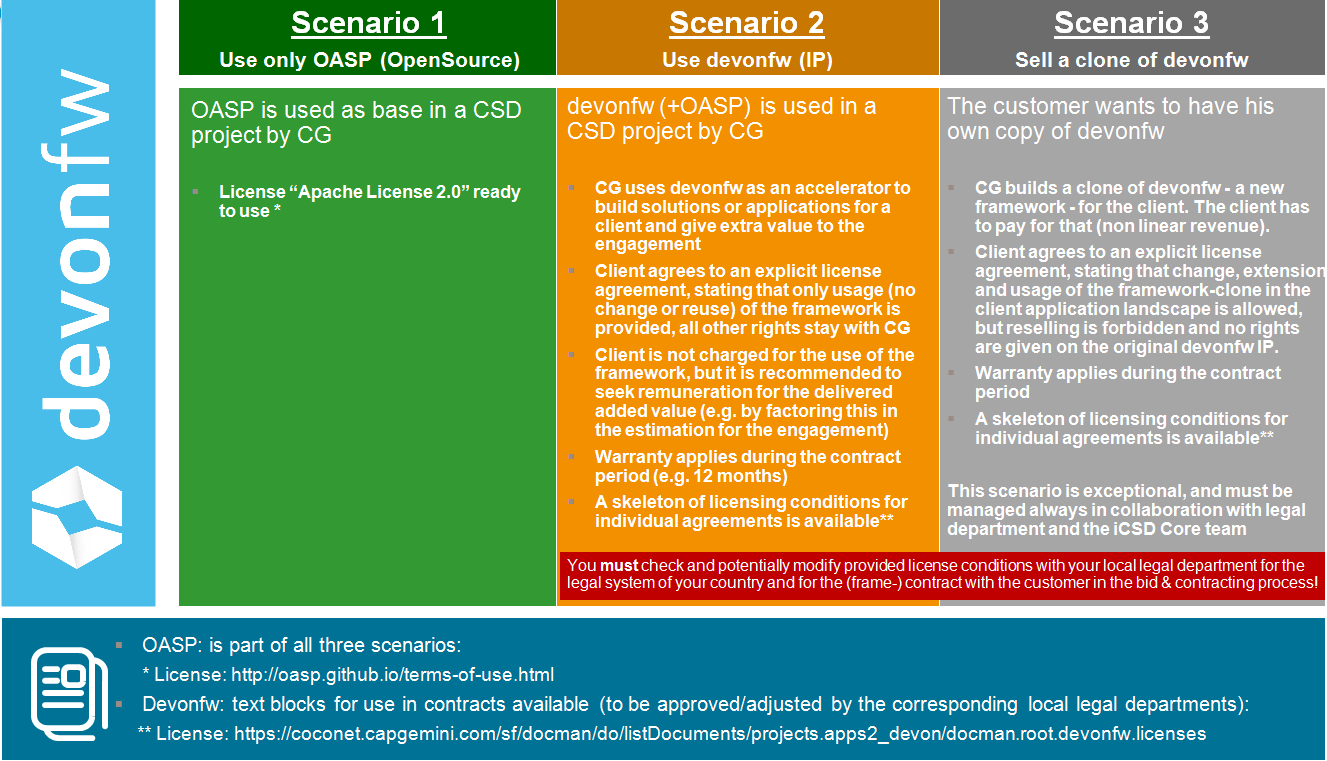 devonfw
Scenario 1
Use only OASP (OpenSource)
OASP is used as base in a CSD
project by CG
License “Apache License 2.0” ready
to use *
Scenario 2
Use devonfw (IP)
devonfw (+OASP) is used in a
CSD project by CG
CG uses devonfw as an accelerator to
build solutions or applications for a
client and give extra value to the
engagement
Client agrees to an explicit license
agreement, stating that only usage (no
change or reuse) of the framework is
provided, all other rights stay with CG
Client is not charged for the use of the
framework, but it is recommended to
seek remuneration for the delivered
added value (e.g. by factoring this in
the estimation for the engagement)
Warranty applies during the contract
period (e.g. 12 months)
A skeleton of licensing conditions for
individual agreements is available**
Scenario 3
Sell a clone of devonfw
The customer wants to have his
own copy of devonfw
CG builds a clone of devonfw - a new
framework - for the client. The client has
to pay for that (non linear revenue).
Client agrees to an explicit license
agreement, stating that change, extension
and usage of the framework-clone in the
client application landscape is allowed,
but reselling is forbidden and no rights
are given on the original devonfw IP.
Warranty applies during the contract
period
A skeleton of licensing conditions for
individual agreements is available**
This scenario is exceptional, and must be
managed always in collaboration with legal
department and the iCSD Core team
You must check and potentially modify provided license conditions with your local legal department for the
legal system of your country and for the (frame-) contract with the customer in the bid & contracting process!
OASP: is part of all three scenarios:
* License: http://oasp.github.io/terms-of-use.html
Devonfw: text blocks for use in contracts available (to be approved/adjusted by the corresponding local legal departments):
** License: https://coconet.capgemini.com/sf/docman/do/listDocuments/projects.apps2_devon/docman.root.devonfw.licenses